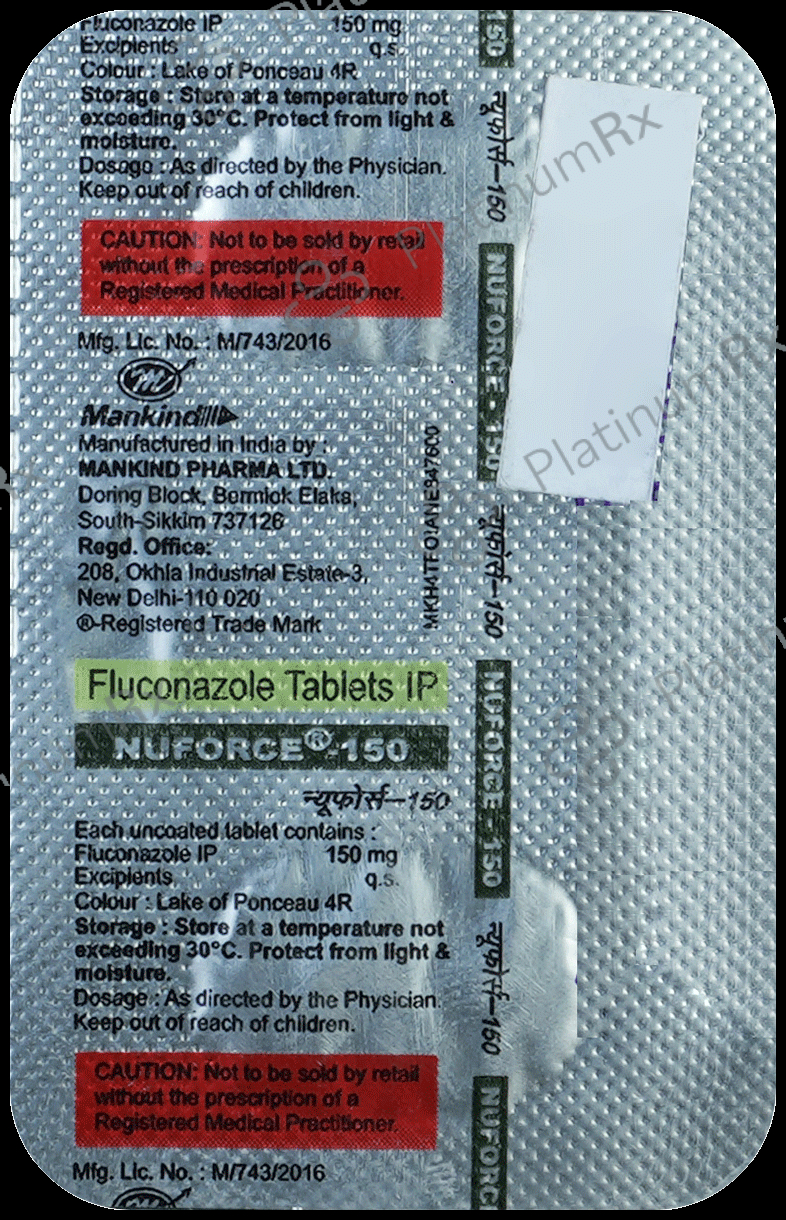 Fluconazole IP 150 mg
Excipients q.s.
Colour : Lake of Ponceau 4R
Storage : Store at a temperature not
exceeding 30°C. Protect from light &
moisture.
Dosage : As directed by the Physician.
Keep out of reach of children.
CAUTION: Not to be sold by retail
without the prescription of a
Registered Medical Practitioner.
Mfg. Lic. No. : M/743/2016
Mankind
Manufactured in India by :
MANKIND PHARMA LTD.
Doring Block, Bermiok Elaka,
South-Sikkim 737126
Regd. Office:
208, Okhla Industrial Estate-3,
New Delhi-110 020
®-Registered Trade Mark
Fluconazole Tablets IP
NUFORCE®-150
न्यूफोर्स–150
Each uncoated tablet contains :
Fluconazole IP 150 mg
Excipients q.s.
Colour : Lake of Ponceau 4R
Storage : Store at a temperature not
exceeding 30°C. Protect from light &
moisture.
Dosage : As directed by the Physician.
Keep out of reach of children.
CAUTION: Not to be sold by retail
without the prescription of a
Registered Medical Practitioner.
Mfg. Lic. No. : M/743/2016
150
न्यूफोर्स–150
NUFORCE - 150
न्यूफोर्स–150
NUFORCE - 150
न्यूफोर्स–150
NUFORC
PlatinumRx
PlatinumRx